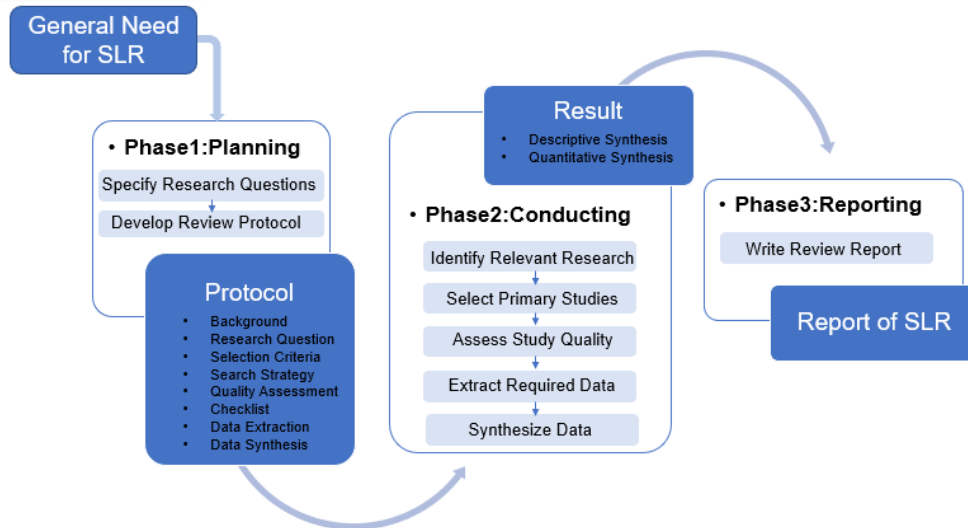 General Need
for SLR
• Phase1:Planning
Specify Research Questions
Develop Review Protocol
Protocol
• Background
• Research Question
• Selection Criteria
• Search Strategy
• Quality Assessment
• Checklist
• Data Extraction
• Data Synthesis
Result
• Descriptive Synthesis
• Quantitative Synthesis
• Phase2:Conducting
Identify Relevant Research
Select Primary Studies
Assess Study Quality
Extract Required Data
Synthesize Data
• Phase3:Reporting
Write Review Report
Report of SLR